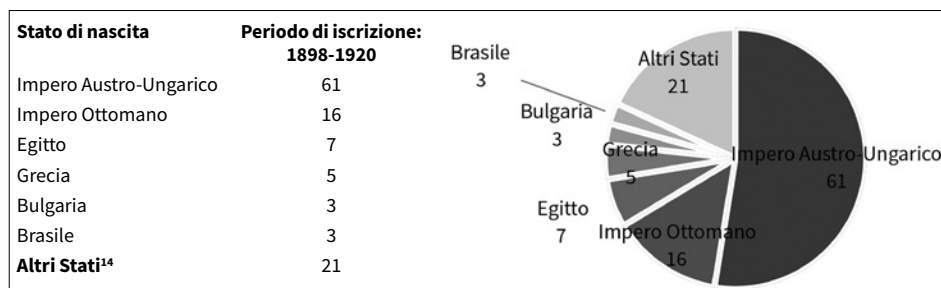 Stato di nascita Periodo di iscrizione:
1898-1920
Impero Austro-Ungarico 61
Impero Ottomano 16
Egitto 7
Grecia 5
Bulgaria 3
Brasile 3
Altri Stati¹⁴ 21
Brasile
3
Altri Stati
21
Bulgaria
3
Grecia
5
Impero Austro-Ungarico
61
Egitto
7
Impero Ottomano
16